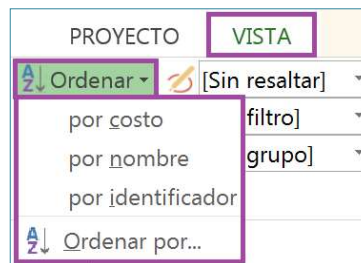 PROYECTO VISTA
Ordenar [Sin resaltar]
por costo filtro]
por nombre grupo]
por identificador
Ordenar por...